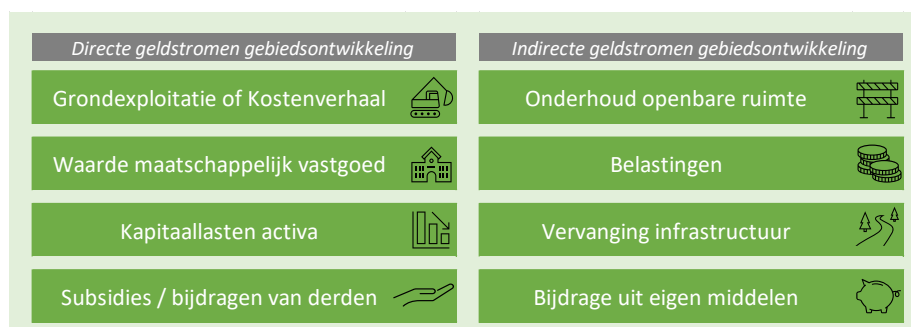 Directe geldstromen gebiedsontwikkeling
Grondexploitatie of Kostenverhaal
Waarde maatschappelijk vastgoed
Kapitaallasten activa
Subsidies / bijdragen van derden
Indirecte geldstromen gebiedsontwikkeling
Onderhoud openbare ruimte
Belastingen
Vervanging infrastructuur
Bijdrage uit eigen middelen